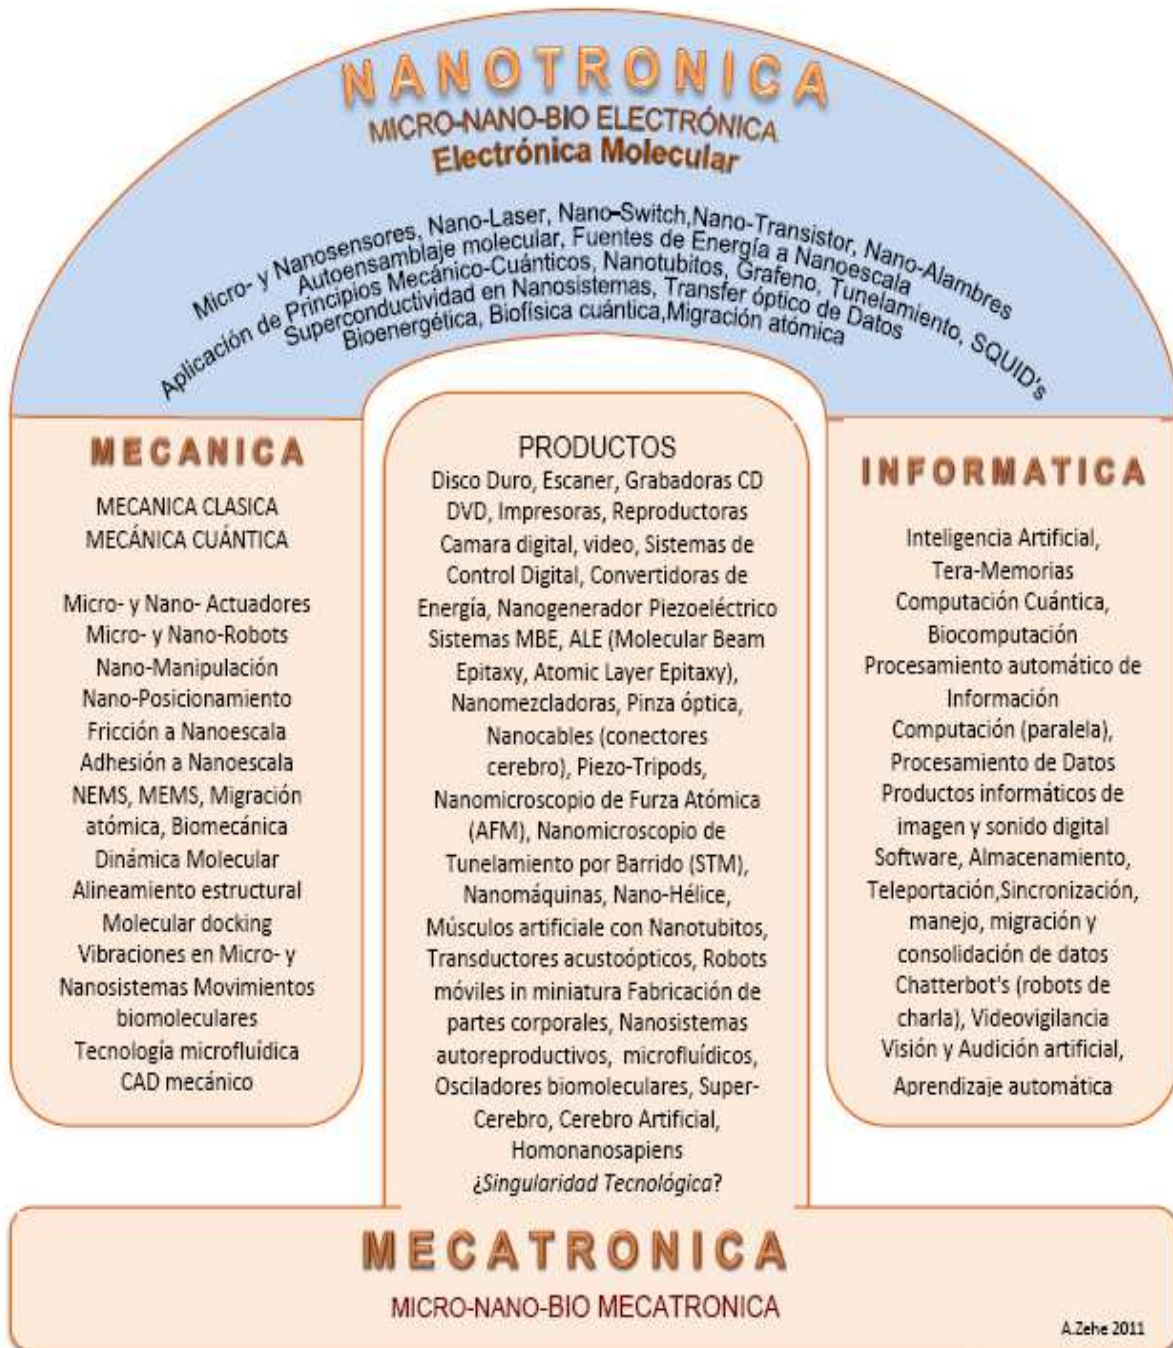 NANOTRONICA
MICRO-NANO-BIO ELECTRÓNICA
Electrónica Molecular
Micro- y Nanosensores, Nano-Laser, Nano-Switch,Nano-Transistor, Nano-Alambres
Autoensamblaje molecular, Fuentes de Energía a Nanoescala
Aplicación de Principios Mecánico-Cuánticos, Nanotubitos, Grafeno, Tunelamiento, SQUID's
Superconductividad en Nanosistemas, Transfer óptico de Datos
Bioenergética, Biofísica cuántica,Migración atómica
MECANICA
MECANICA CLASICA
MECÁNICA CUÁNTICA
Micro- y Nano- Actuadores
Micro- y Nano-Robots
Nano-Manipulación
Nano-Posicionamiento
Fricción a Nanoescala
Adhesión a Nanoescala
NEMS, MEMS, Migración
atómica, Biomecánica
Dinámica Molecular
Alineamiento estructural
Molecular docking
Vibraciones en Micro- y
Nanosistemas Movimientos
biomoleculares
Tecnología microfluídica
CAD mecánico
PRODUCTOS
Disco Duro, Escaner, Grabadoras CD
DVD, Impresoras, Reproductoras
Camara digital, video, Sistemas de
Control Digital, Convertidoras de
Energía, Nanogenerador Piezoeléctrico
Sistemas MBE, ALE (Molecular Beam
Epitaxy, Atomic Layer Epitaxy),
Nanomezcladoras, Pinza óptica,
Nanocables (conectores
cerebro), Piezo-Tripods,
Nanomicroscopio de Furza Atómica
(AFM), Nanomicroscopio de
Tunelamiento por Barrido (STM),
Nanomáquinas, Nano-Hélice,
Músculos artificiale con Nanotubitos,
Transductores acustoópticos, Robots
móviles in miniatura Fabricación de
partes corporales, Nanosistemas
autoreproductivos, microfluídicos,
Osciladores biomoleculares, Super-
Cerebro, Cerebro Artificial,
Homonanosapiens
¿Singularidad Tecnológica?
INFORMATICA
Inteligencia Artificial,
Tera-Memorias
Computación Cuántica,
Biocomputación
Procesamiento automático de
Información
Computación (paralela),
Procesamiento de Datos
Productos informáticos de
imagen y sonido digital
Software, Almacenamiento,
Teleportación,Sincronización,
manejo, migración y
consolidación de datos
Chatterbot's (robots de
charla), Videovigilancia
Visión y Audición artificial,
Aprendizaje automática
MECATRONICA
MICRO-NANO-BIO MECATRONICA
A.Zehe 2011